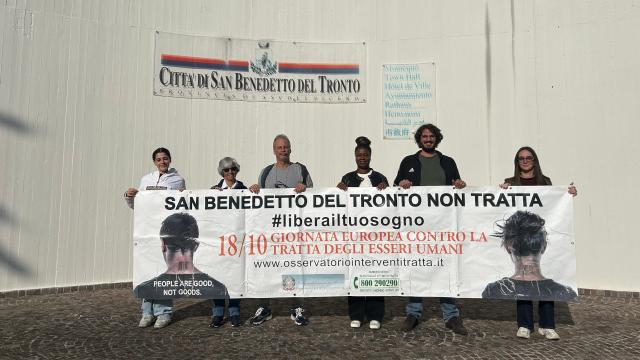 CITTA' DI SAN BENEDETTO DEL TRONTO
Municipio
Town Hall
Hôtel de Ville
Ayuntamiento
Rathaus
SAN BENEDETTO DEL TRONTO NON TRATTA
#liberailtuosogno
18/10 GIORNATA EUROPEA CONTRO LA
TRATTA DEGLI ESSERI UMANI
www.osservatoriointerventitratta.it
PEOPLE ARE GOOD,
NOT GOODS.
800 290290